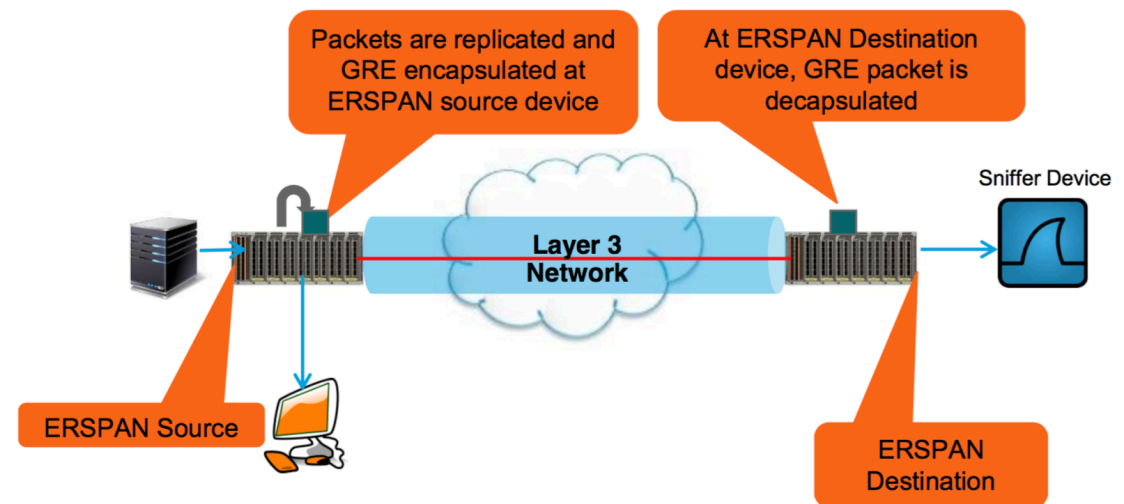 Packets are replicated and
GRE encapsulated at
ERSPAN source device
At ERSPAN Destination
device, GRE packet is
decapsulated
Sniffer Device
Layer 3
Network
ERSPAN Source
ERSPAN
Destination